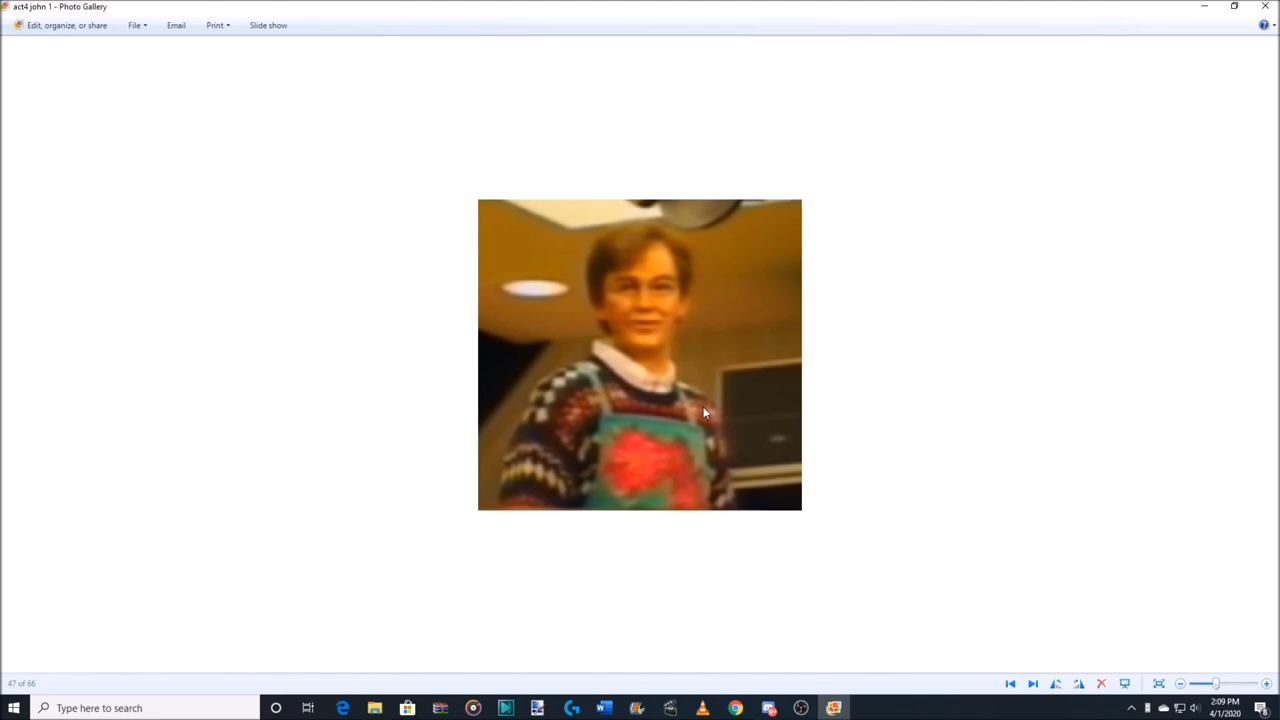 act4 john 1 - Photo Gallery
Edit, organize, or share File Email Print Slide show
47 of 66
Type here to search
2:09 PM
4/1/2020
8